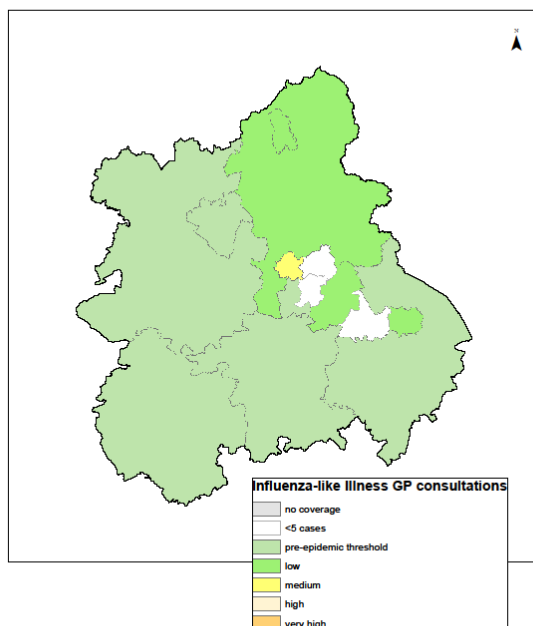 N
Influenza-like Illness GP consultations
no coverage
<5 cases
pre-epidemic threshold
low
medium
high
very high